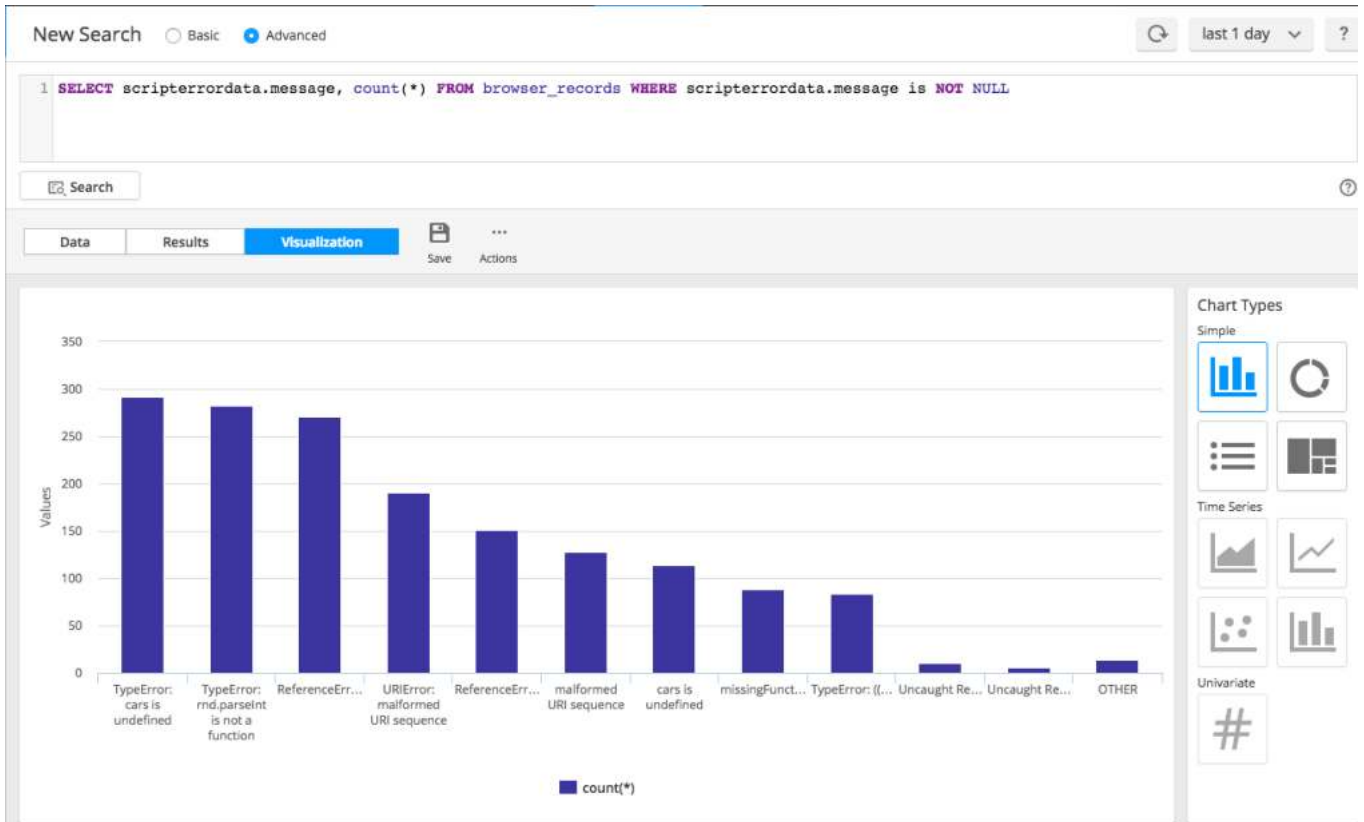 New Search Basic Advanced last 1 day ?
1 SELECT scripterrordata.message, count(*) FROM browser_records WHERE scripterrordata.message is NOT NULL
Search ?
Data Results Visualization Save
Actions
Chart Types
Simple
350
300
250
200
150
100
50
0
Values
TypeError:
cars is
undefined
TypeError:
rnd.parseInt
is not a
function
ReferenceErr...
URIError:
malformed
URI sequence
ReferenceErr...
malformed
URI sequence
cars is
undefined
missingFunct...
TypeError: ((...
Uncaught Re...
Uncaught Re...
OTHER
count(*)
Time Series
Univariate
#